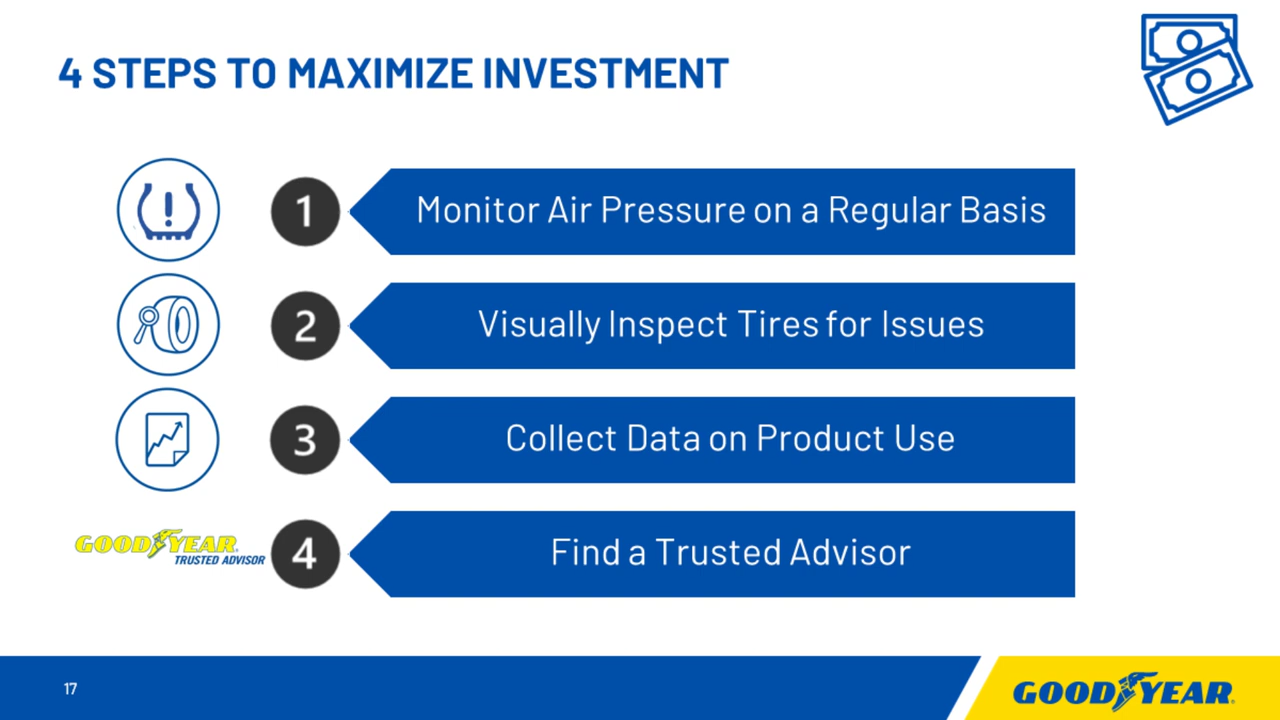 4 STEPS TO MAXIMIZE INVESTMENT
1 Monitor Air Pressure on a Regular Basis
2 Visually Inspect Tires for Issues
3 Collect Data on Product Use
GOODYEAR
TRUSTED ADVISOR
4 Find a Trusted Advisor
17
GOODYEAR